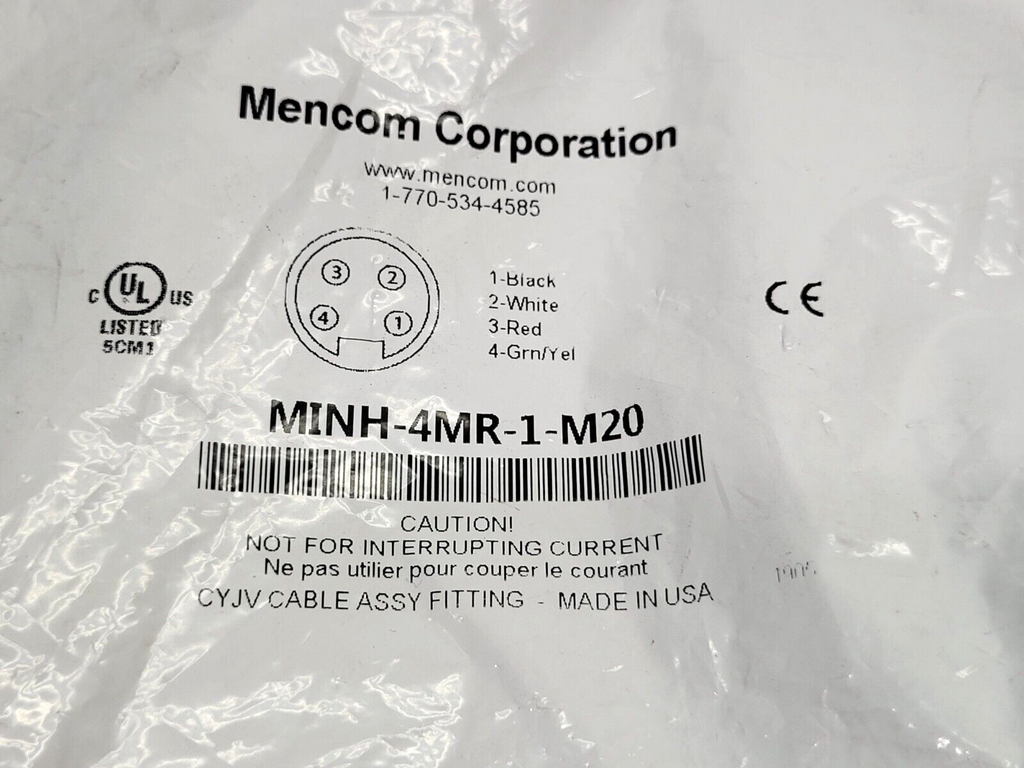 Mencom Corporation
www.mencom.com
1-770-534-4585
3 2
4 1
1-Black
2-White
3-Red
4-Grn/Yel
C UL US
LISTED
5CM1
CE
MINH-4MR-1-M20
CAUTION!
NOT FOR INTERRUPTING CURRENT
Ne pas utilier pour couper le courant
CYJV CABLE ASSY FITTING - MADE IN USA